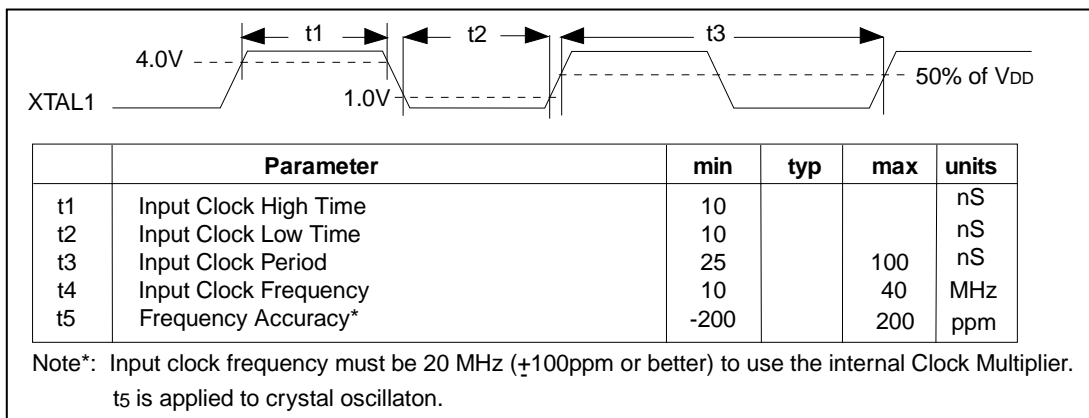 t1 t2 t3
4.0V
50% of VDD
1.0V
XTAL1
Parameter min typ max units
t1 Input Clock High Time 10 nS
t2 Input Clock Low Time 10 nS
t3 Input Clock Period 25 100 nS
t4 Input Clock Frequency 10 40 MHz
t5 Frequency Accuracy* -200 200 ppm
Note*: Input clock frequency must be 20 MHz (±100ppm or better) to use the internal Clock Multiplier.
t5 is applied to crystal oscillaton.